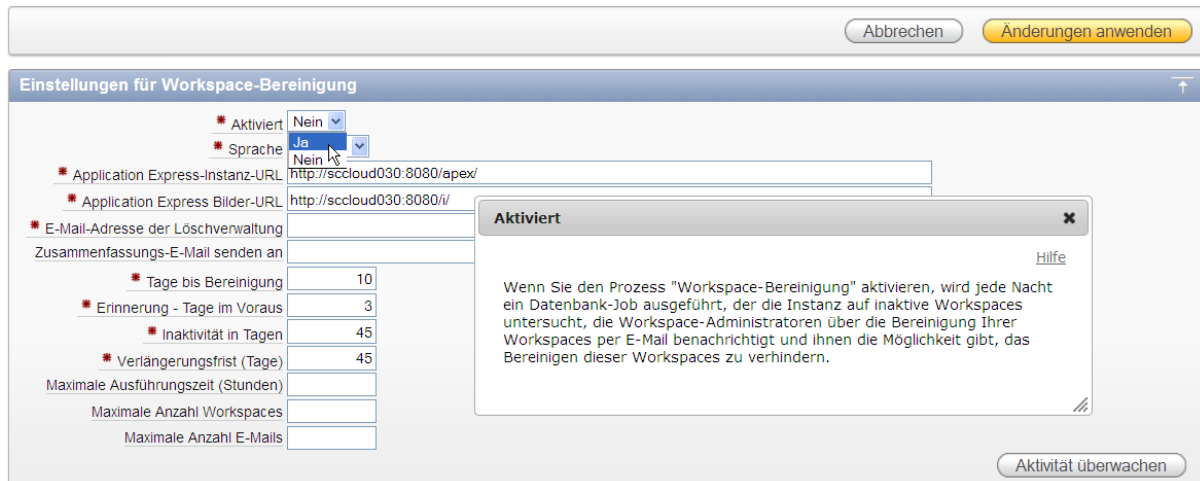 Abbrechen Änderungen anwenden
Einstellungen für Workspace-Bereinigung
* Aktiviert Nein
Ja
* Sprache
Nein
* Application Express-Instanz-URL http://sccloud030:8080/apex/
* Application Express Bilder-URL http://sccloud030:8080/i/
* E-Mail-Adresse der Löschverwaltung
Zusammenfassungs-E-Mail senden an
* Tage bis Bereinigung 10
* Erinnerung - Tage im Voraus 3
* Inaktivität in Tagen 45
* Verlängerungsfrist (Tage) 45
Maximale Ausführungszeit (Stunden)
Maximale Anzahl Workspaces
Maximale Anzahl E-Mails
Aktiviert
Hilfe
Wenn Sie den Prozess "Workspace-Bereinigung" aktivieren, wird jede Nacht
ein Datenbank-Job ausgeführt, der die Instanz auf inaktive Workspaces
untersucht, die Workspace-Administratoren über die Bereinigung Ihrer
Workspaces per E-Mail benachrichtigt und ihnen die Möglichkeit gibt, das
Bereinigen dieser Workspaces zu verhindern.
Aktivität überwachen